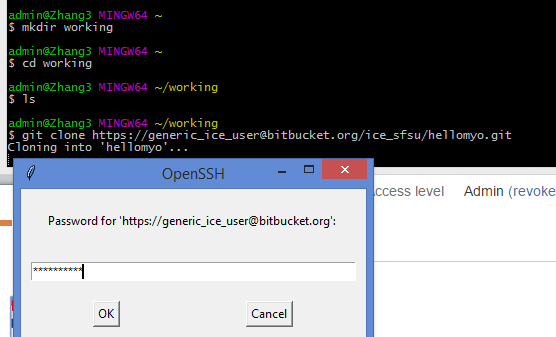 admin@Zhang3 MINGW64 ~
$ mkdir working
admin@Zhang3 MINGW64 ~
$ cd working
admin@Zhang3 MINGW64 ~/working
$ ls
admin@Zhang3 MINGW64 ~/working
$ git clone https://generic_ice_user@bitbucket.org/ice_sfsu/hellomyo.git
Cloning into 'hellomyo'...
OpenSSH
Access level Admin (revoke
Password for 'https://generic_ice_user@bitbucket.org':
**********
OK Cancel